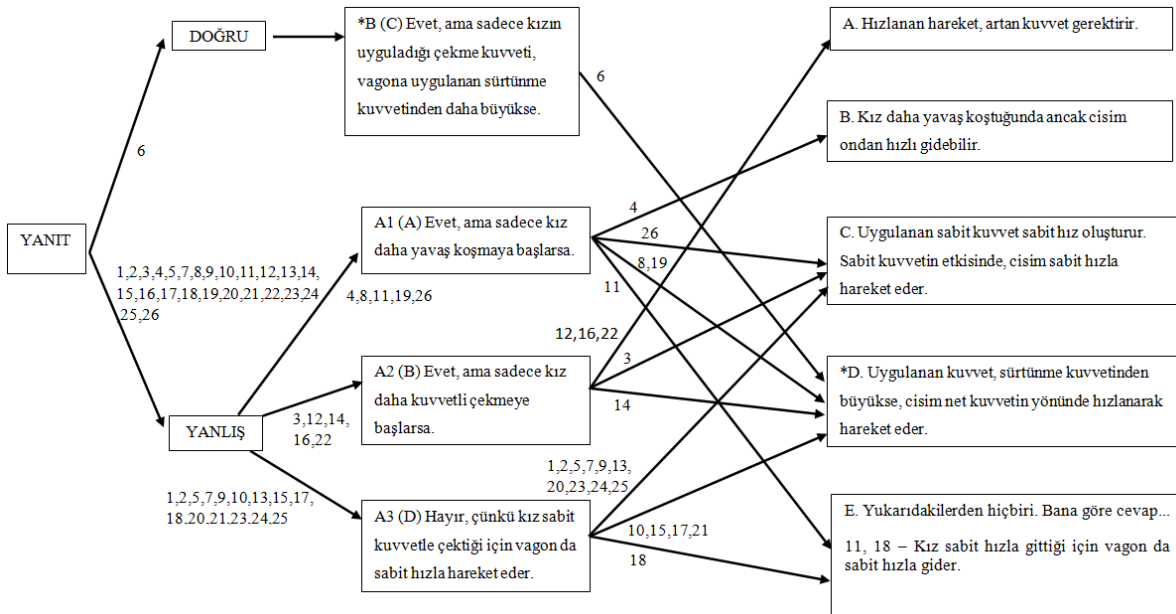 DOĞRU
*B (C) Evet, ama sadece kızın
uyguladığı çekme kuvveti,
vagona uygulanan sürtünme
kuvvetinden daha büyükse.
A. Hızlanan hareket, artan kuvvet gerektirir.
6
B. Kız daha yavaş koştuğunda ancak cisim
ondan hızlı gidebilir.
6
YANIT
A1 (A) Evet, ama sadece kız
daha yavaş koşmaya başlarsa.
4
26
8,19
11
C. Uygulanan sabit kuvvet sabit hız oluşturur.
Sabit kuvvetin etkisinde, cisim sabit hızla
hareket eder.
1,2,3,4,5,7,8,9,10,11,12,13,14,
15,16,17,18,19,20,21,22,23,24
25,26
4,8,11,19,26
12,16,22
3
A2 (B) Evet, ama sadece kız
daha kuvvetli çekmeye
başlarsa.
14
*D. Uygulanan kuvvet, sürtünme kuvvetinden
büyükse, cisim net kuvvetin yönünde hızlanarak
hareket eder.
YANLIŞ
3,12,14,
16,22
1,2,5,7,9,13,
20,23,24,25
1,2,5,7,9,10,13,15,17,
18.20.21.23.24.25
A3 (D) Hayır, çünkü kız sabit
kuvvetle çektiği için vagon da
sabit hızla hareket eder.
10,15,17,21
18
E. Yukarıdakilerden hiçbiri. Bana göre cevap...
11, 18 – Kız sabit hızla gittiği için vagon da
sabit hızla gider.